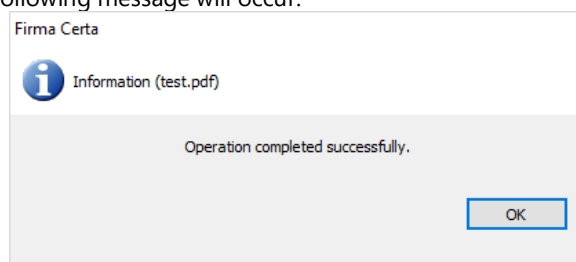 following message will occur:
Firma Certa
Information (test.pdf)
Operation completed successfully.
OK